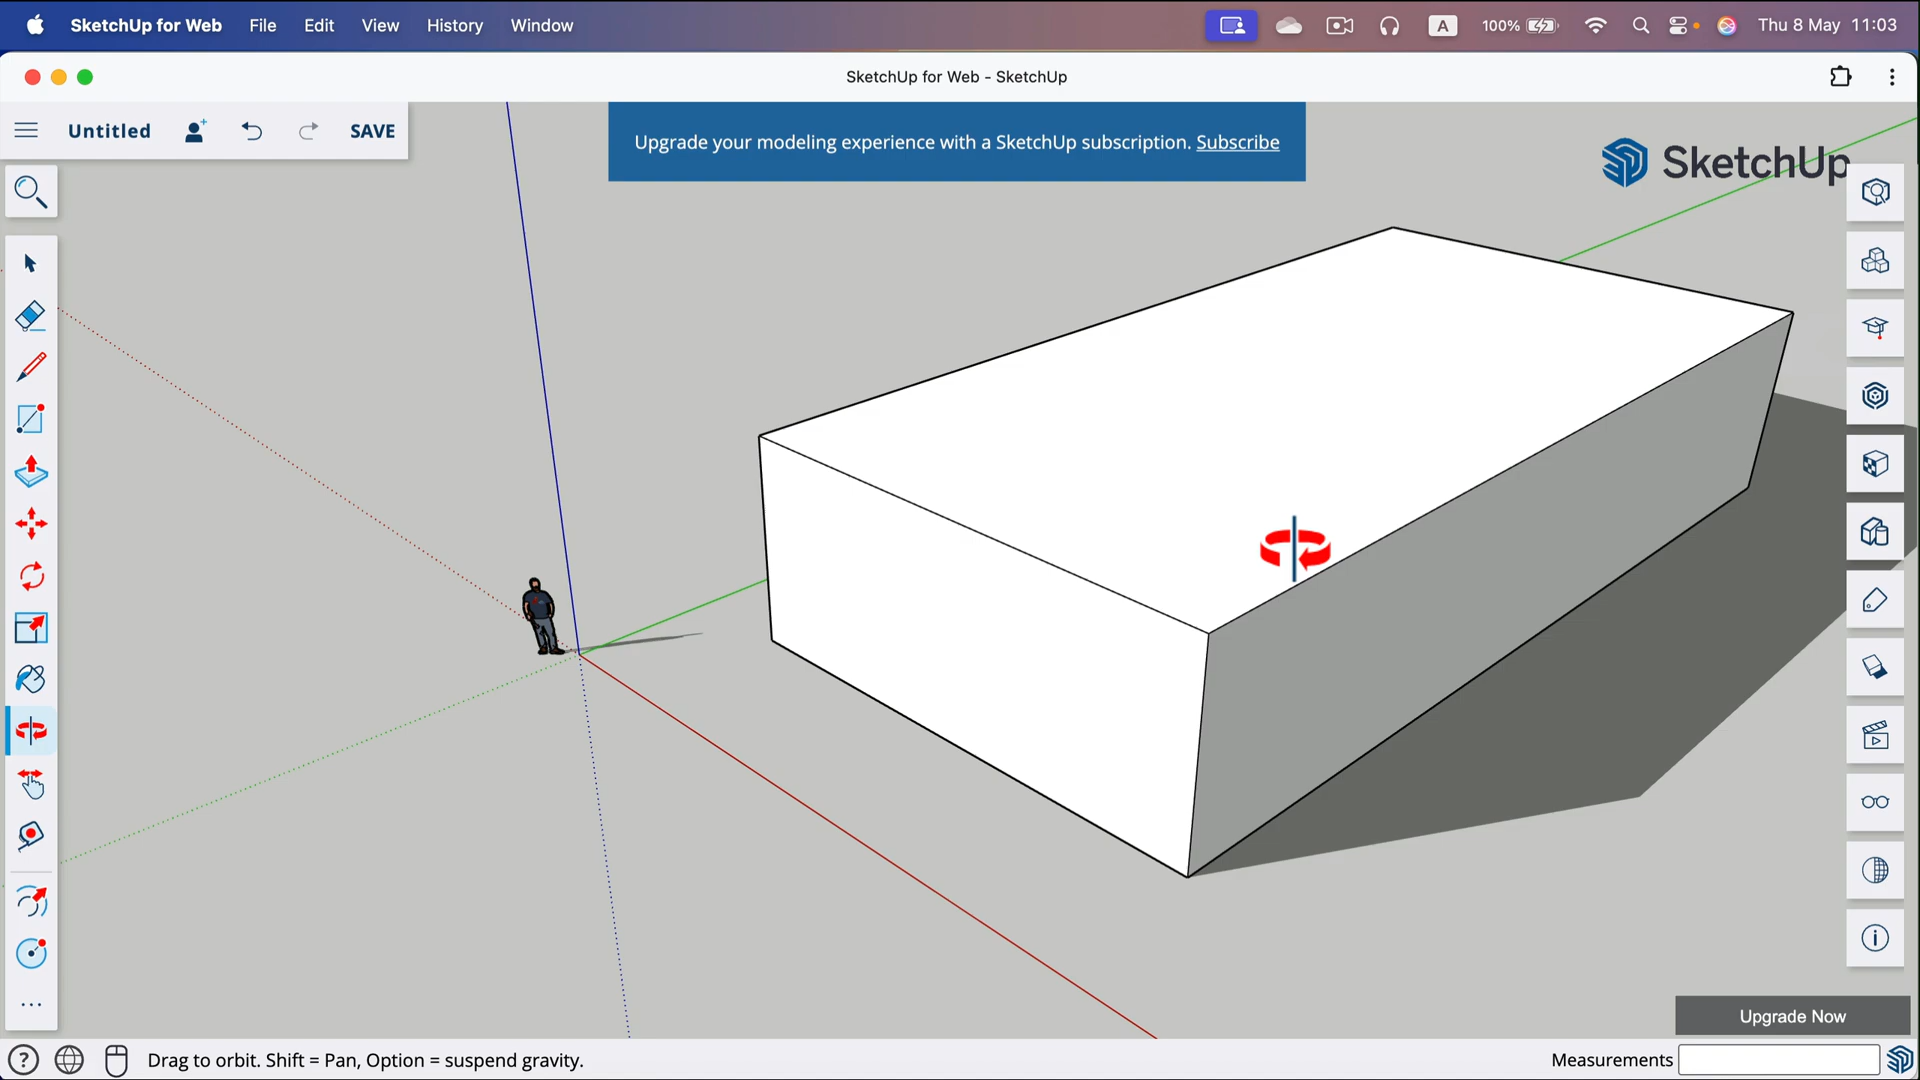 SketchUp for Web File Edit View History Window A 100% Thu 8 May 11:03
SketchUp for Web - SketchUp
Untitled SAVE
Upgrade your modeling experience with a SketchUp subscription. Subscribe
SketchUp
Upgrade Now
Drag to orbit. Shift = Pan, Option = suspend gravity.
Measurements